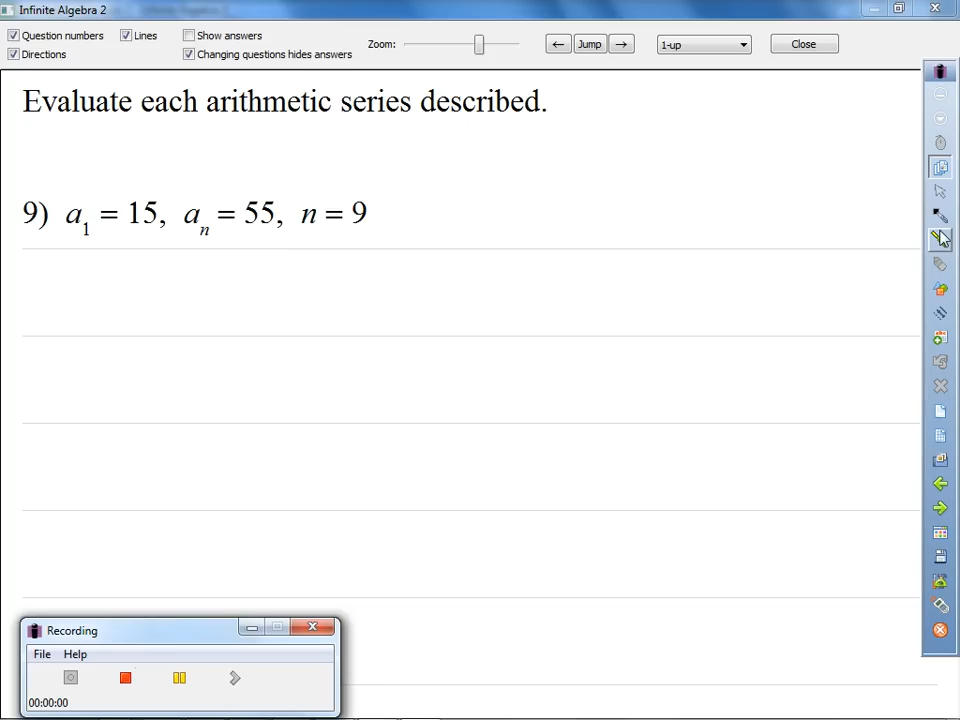 Infinite Algebra 2
Question numbers
Lines
Show answers
Directions
Changing questions hides answers
Zoom:
←
Jump
→
1-up
Close
Evaluate each arithmetic series described.
9) a₁ = 15, aₙ = 55, n = 9
Recording
File Help
00:00:00